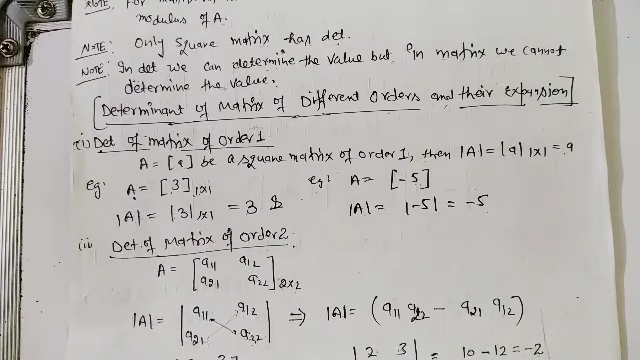 NOTE: For matrix
modulus of A.
NOTE: Only square matrix has det.
NOTE: In det we can determine the value but in matrix we cannot
determine the value.
[Determinant of Matrix of Different Orders and their expansion]
(i) Det of matrix of order 1
A = [a] be a square matrix of order 1, then |A| = |a|1×1 = a
eg: A = [3]1×1 eg: A = [-5]
|A| = |3|1×1 = 3 |A| = |-5| = -5
(ii) Det. of Matrix of order 2
A = [a11 a12
a21 a22]2×2
|A| = |a11 a12
a21 a22| ⇒ |A| = (a11 a22 - a21 a12)
|2 3| = 10-12 = -2